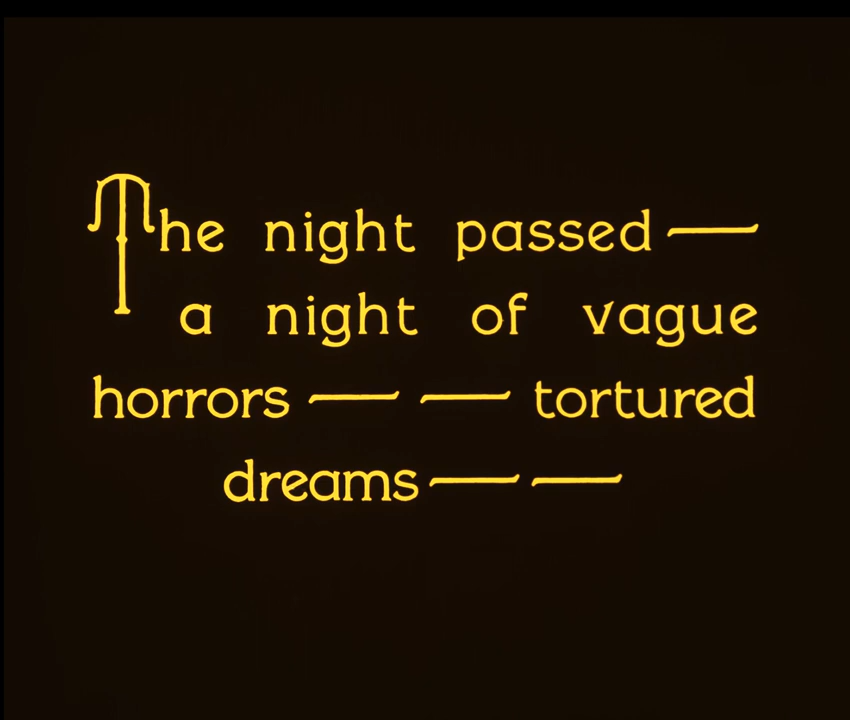 The night passed —
a night of vague
horrors — — tortured
dreams — —